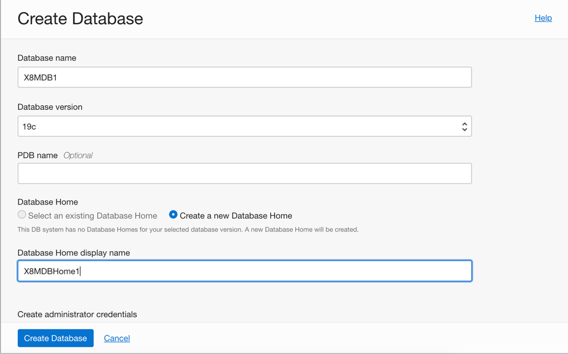 Create Database
Help
Database name
X8MDB1
Database version
19c
PDB name Optional
Database Home
Select an existing Database Home Create a new Database Home
This DB system has no Database Homes for your selected database version. A new Database Home will be created.
Database Home display name
X8MDBHome1
Create administrator credentials
Create Database Cancel